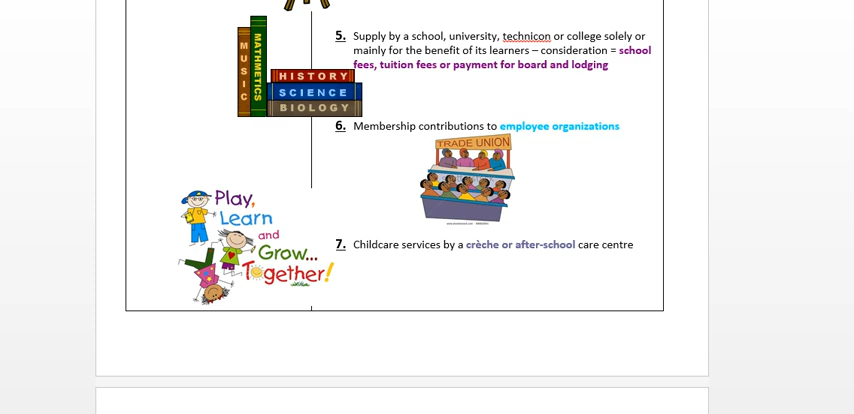 5. Supply by a school, university, technicon or college solely or
mainly for the benefit of its learners – consideration = school
fees, tuition fees or payment for board and lodging
MUSIC
MATHMETICS
HISTORY
SCIENCE
BIOLOGY
6. Membership contributions to employee organizations
TRADE UNION
Play,
Learn
and
Grow...
Together!
7. Childcare services by a crèche or after-school care centre